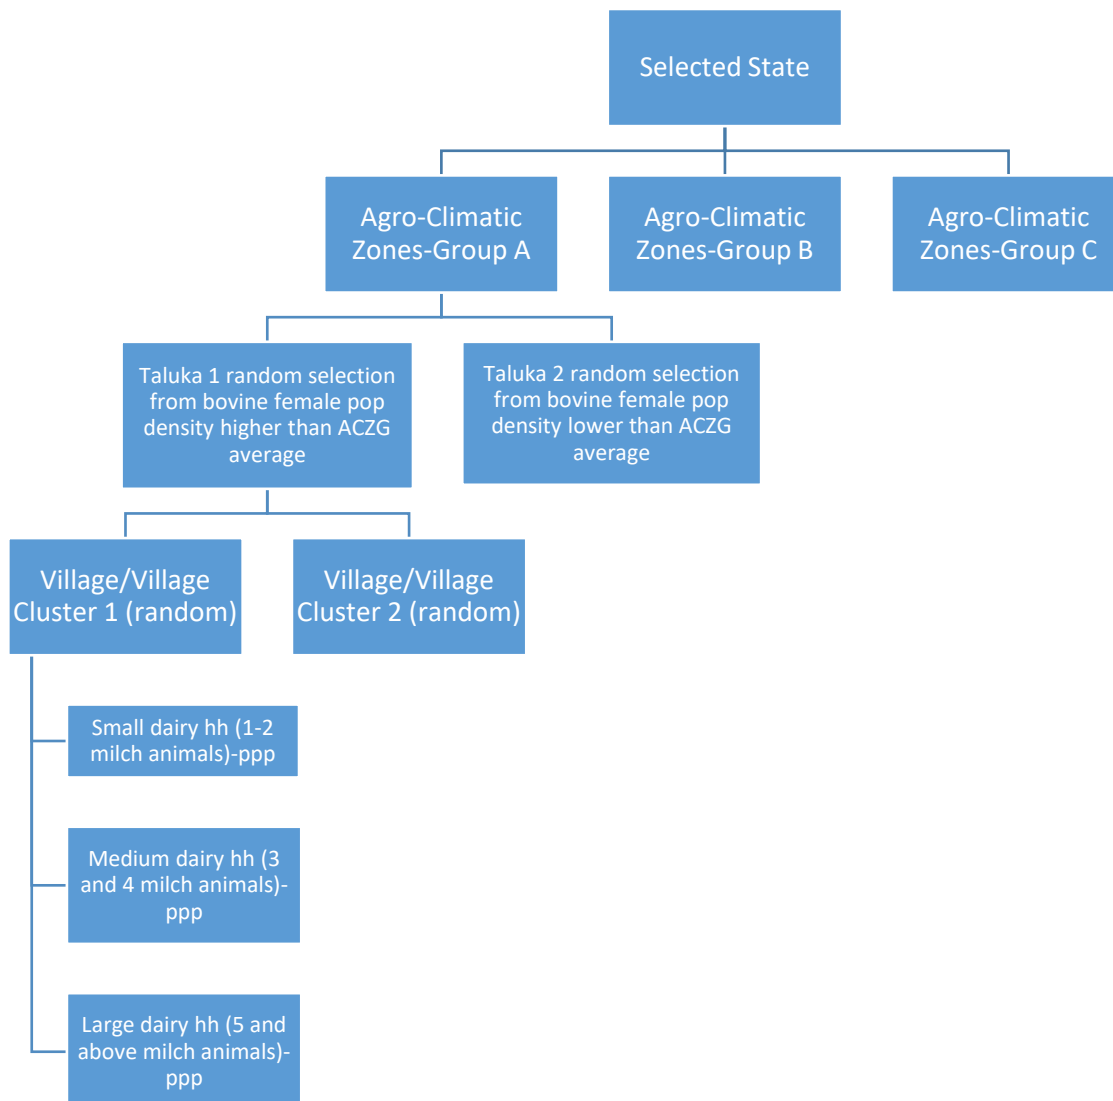 Selected State
Agro-Climatic
Zones-Group A
Agro-Climatic
Zones-Group B
Agro-Climatic
Zones-Group C
Taluka 1 random selection
from bovine female pop
density higher than ACZG
average
Taluka 2 random selection
from bovine female pop
density lower than ACZG
average
Village/Village
Cluster 1 (random)
Village/Village
Cluster 2 (random)
Small dairy hh (1-2
milch animals)-ppp
Medium dairy hh (3
and 4 milch animals)-
ppp
Large dairy hh (5 and
above milch animals)-
ppp